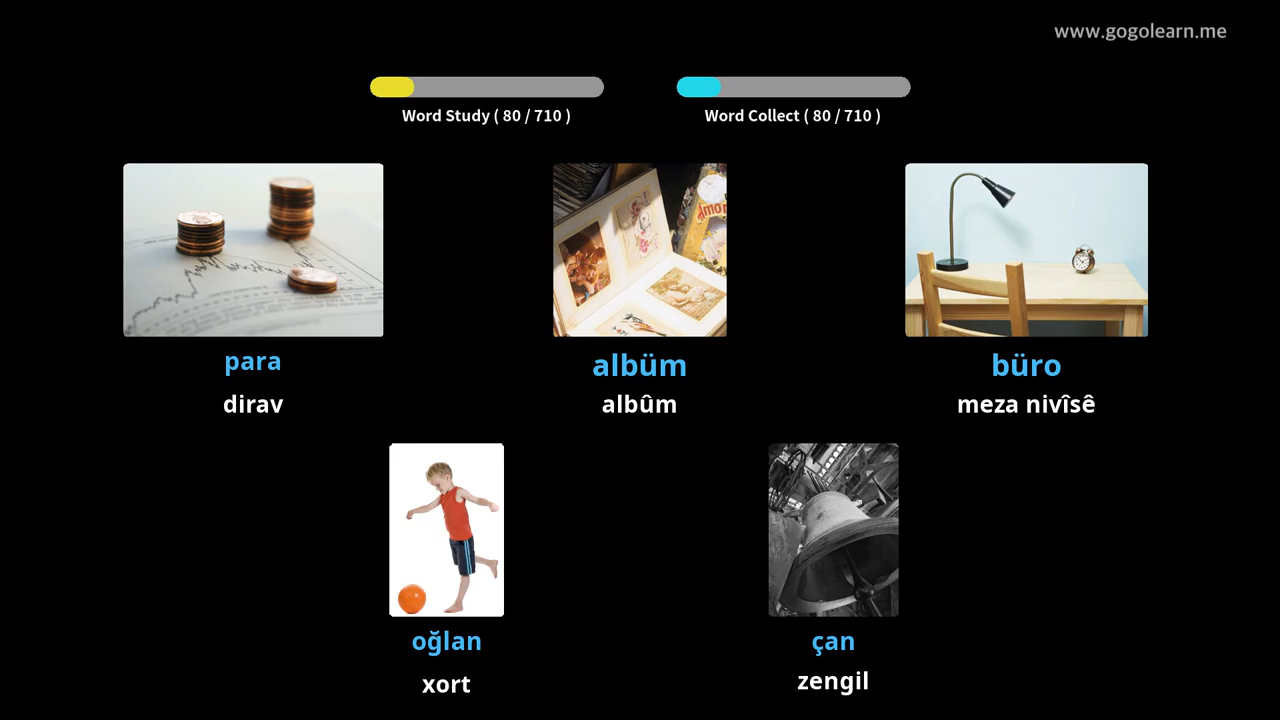 www.gogolearn.me
Word Study ( 80 / 710 )
Word Collect ( 80 / 710 )
para
albüm
büro
dirav
albûm
meza nivîsê
oğlan
çan
xort
zengil